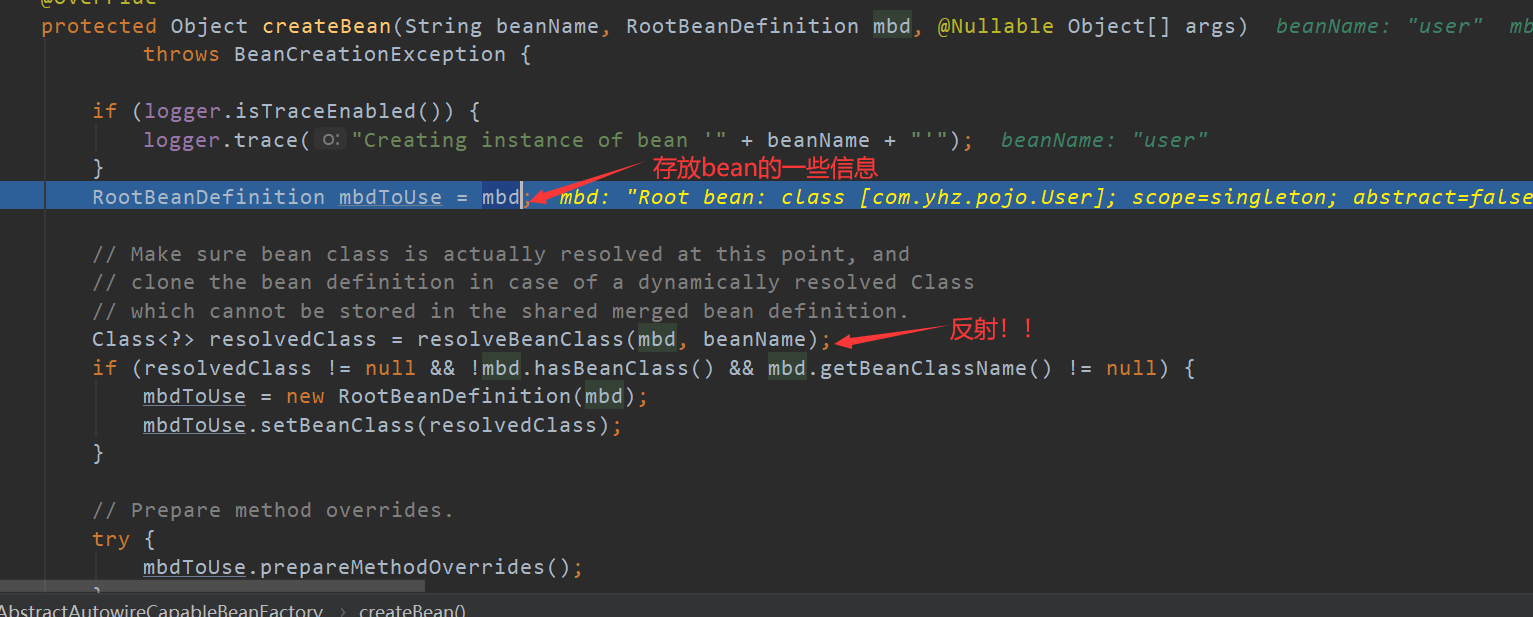 @Override
protected Object createBean(String beanName, RootBeanDefinition mbd, @Nullable Object[] args)   beanName: "user"   mb
throws BeanCreationException {
if (logger.isTraceEnabled()) {
logger.trace( o: "Creating instance of bean '" + beanName + "'");   beanName: "user"
}
存放bean的一些信息
RootBeanDefinition mbdToUse = mbd;   mbd: "Root bean: class [com.yhz.pojo.User]; scope=singleton; abstract=false
// Make sure bean class is actually resolved at this point, and
// clone the bean definition in case of a dynamically resolved Class
// which cannot be stored in the shared merged bean definition.
Class<?> resolvedClass = resolveBeanClass(mbd, beanName);
反射！！
if (resolvedClass != null && !mbd.hasBeanClass() && mbd.getBeanClassName() != null) {
mbdToUse = new RootBeanDefinition(mbd);
mbdToUse.setBeanClass(resolvedClass);
}
// Prepare method overrides.
try {
mbdToUse.prepareMethodOverrides();
}
AbstractAutowireCapableBeanFactory › createBean()